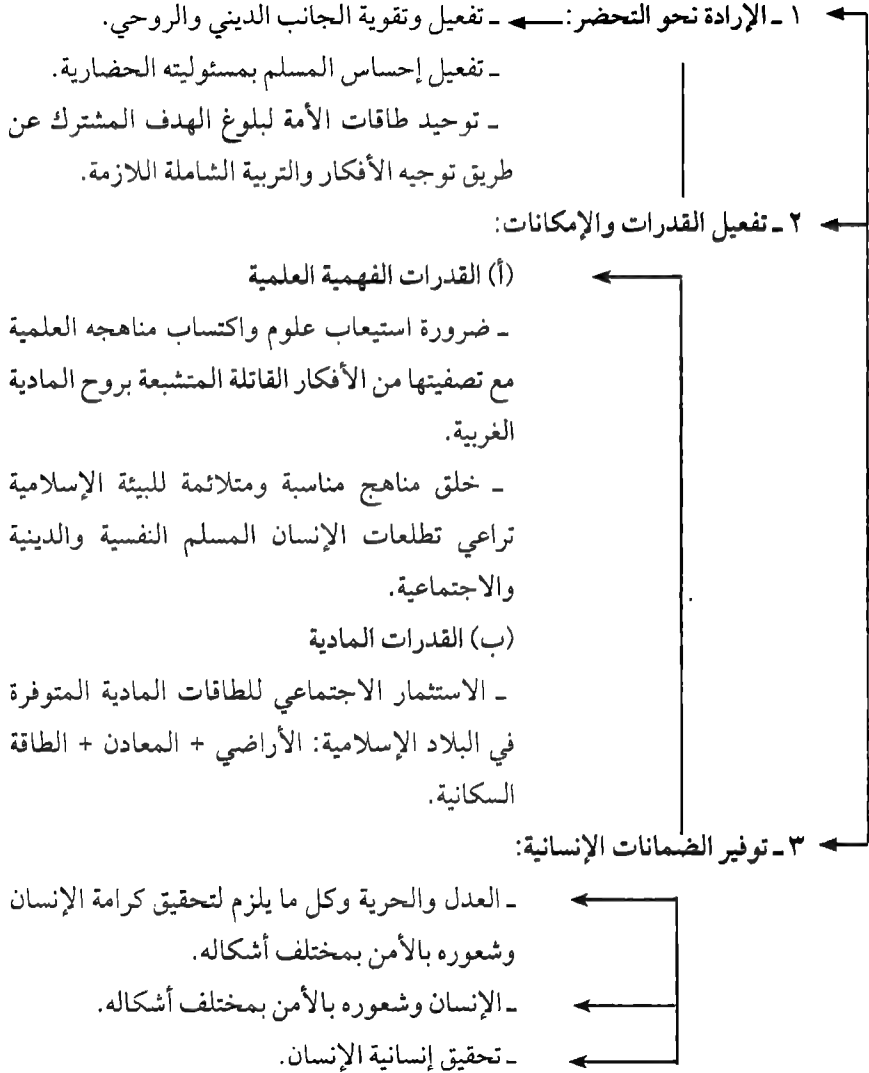 ١ ـ الإرادة نحو التحضر: ـ تفعيل وتقوية الجانب الديني والروحي.
ـ تفعيل إحساس المسلم بمسئوليته الحضارية.
ـ توحيد طاقات الأمة لبلوغ الهدف المشترك عن
طريق توجيه الأفكار والتربية الشاملة اللازمة.
٢ ـ تفعيل القدرات والإمكانات:
(أ) القدرات الفهمية العلمية
ـ ضرورة استيعاب علوم واكتساب مناهجه العلمية
مع تصفيتها من الأفكار القاتلة المتشبعة بروح المادية
الغربية.
ـ خلق مناهج مناسبة ومتلائمة للبيئة الإسلامية
تراعي تطلعات الإنسان المسلم النفسية والدينية
والاجتماعية.
(ب) القدرات المادية
ـ الاستثمار الاجتماعي للطاقات المادية المتوفرة
في البلاد الإسلامية: الأراضي + المعادن + الطاقة
السكانية.
٣ ـ توفير الضمانات الإنسانية:
ـ العدل والحرية وكل ما يلزم لتحقيق كرامة الإنسان
وشعوره بالأمن بمختلف أشكاله.
ـ الإنسان وشعوره بالأمن بمختلف أشكاله.
ـ تحقيق إنسانية الإنسان.